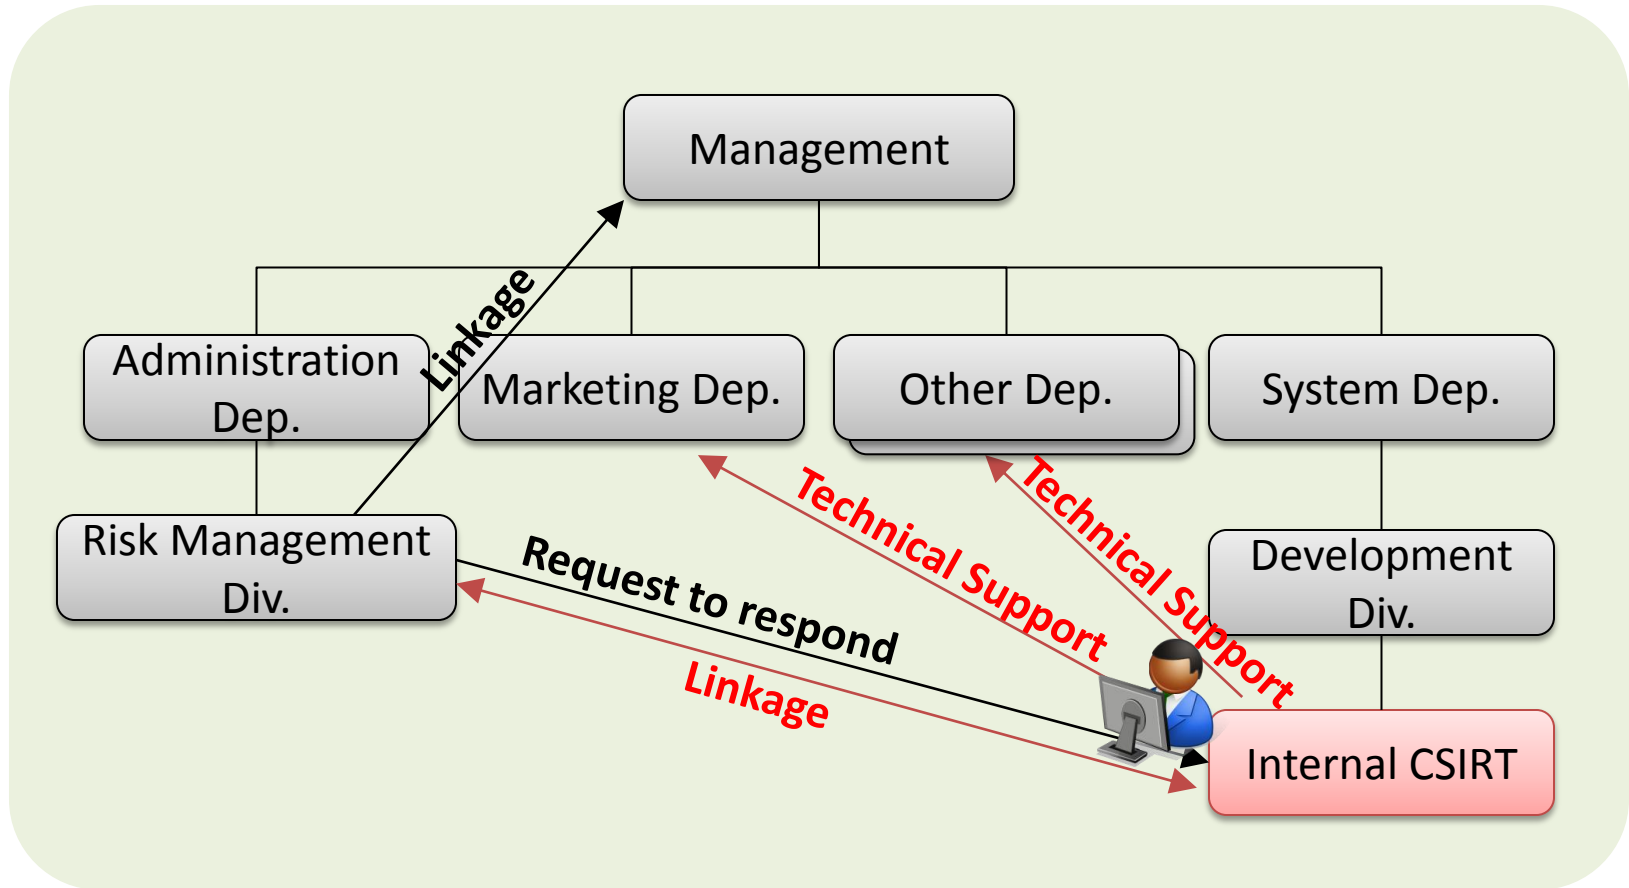 Management
Linkage
Administration
Dep.
Marketing Dep.
Other Dep.
System Dep.
Technical Support
Technical Support
Risk Management
Div.
Request to respond
Linkage
Development
Div.
Internal CSIRT